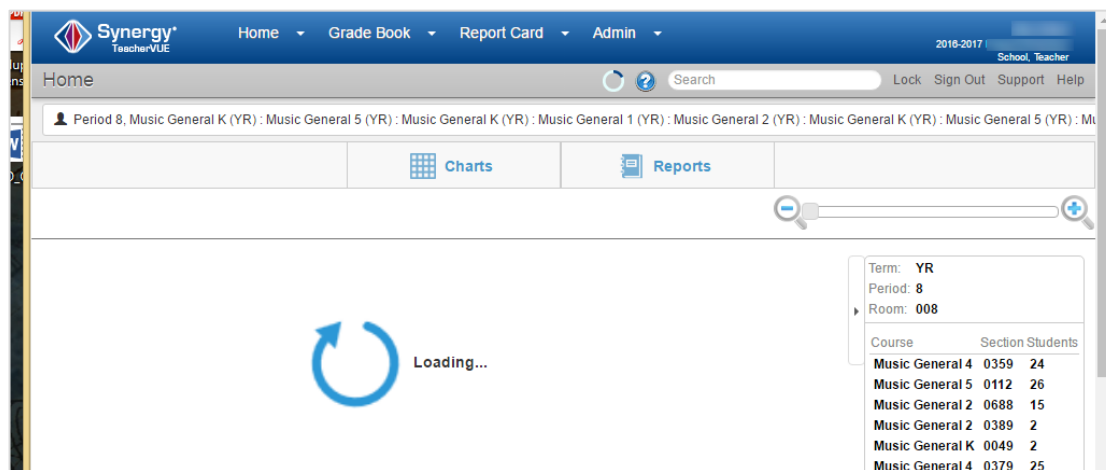 Synergy
TeacherVUE
Home Grade Book Report Card Admin
2016-2017
School, Teacher
Home
Search
Lock Sign Out Support Help
Period 8, Music General K (YR) : Music General 5 (YR) : Music General K (YR) : Music General 1 (YR) : Music General 2 (YR) : Music General K (YR) : Music General 5 (YR) :
Charts Reports
Term: YR
Period: 8
Room: 008
Loading...
Course Section Students
Music General 4 0359 24
Music General 5 0112 26
Music General 2 0688 15
Music General 2 0389 2
Music General K 0049 2
Music General 4 0379 25